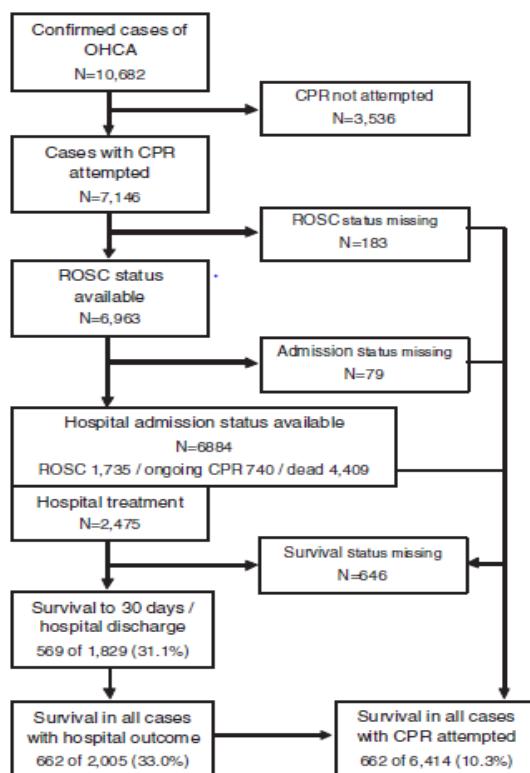 Confirmed cases of
OHCA
N=10,682
CPR not attempted
N=3,536
Cases with CPR
attempted
N=7,146
ROSC status missing
N=183
ROSC status
available
N=6,963
Admission status missing
N=79
Hospital admission status available
N=6884
ROSC 1,735 / ongoing CPR 740 / dead 4,409
Hospital treatment
N=2,475
Survival status missing
N=646
Survival to 30 days /
hospital discharge
569 of 1,829 (31.1%)
Survival in all cases
with hospital outcome
662 of 2,005 (33.0%)
Survival in all cases
with CPR attempted
662 of 6,414 (10.3%)